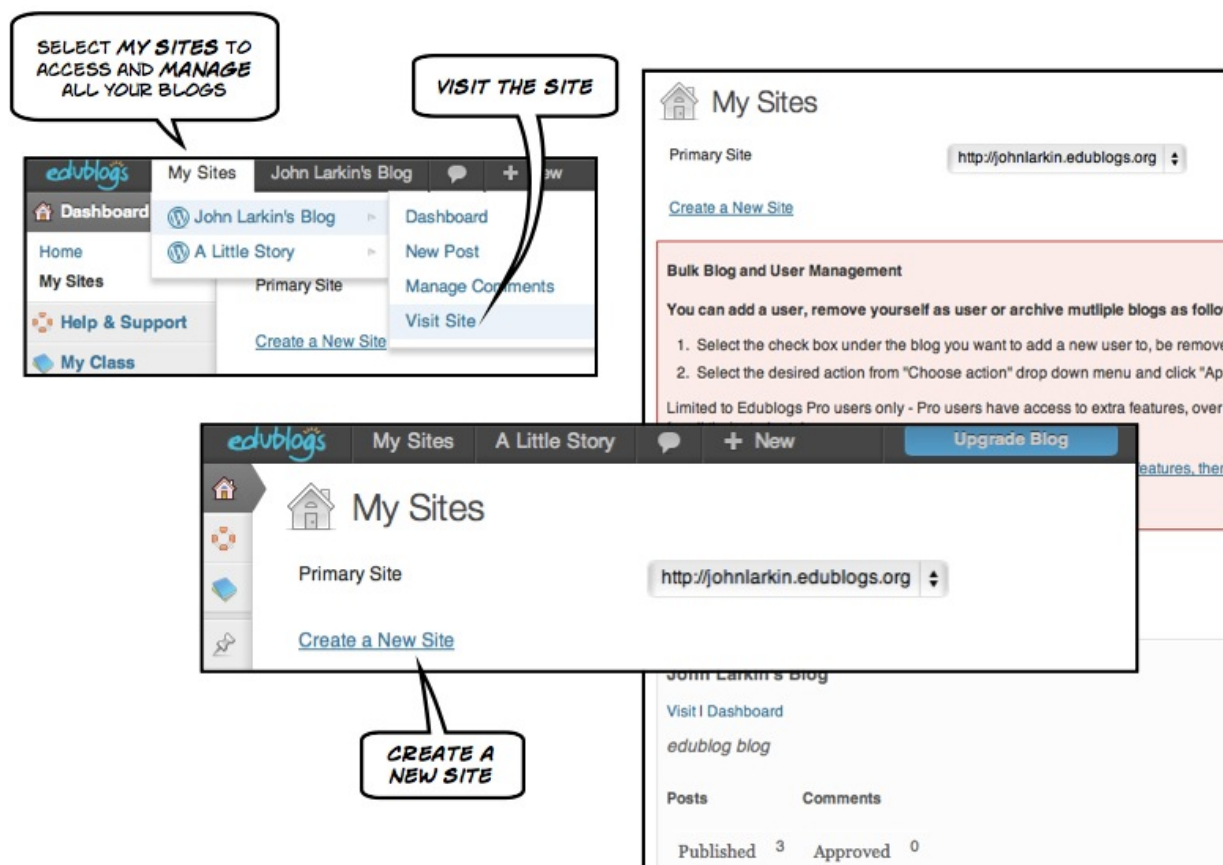 SELECT MY SITES TO
ACCESS AND MANAGE
ALL YOUR BLOGS
VISIT THE SITE
edublogs My Sites John Larkin's Blog + New
Dashboard
Home
My Sites
Help & Support
My Class
John Larkin's Blog
A Little Story
Primary Site
Create a New Site
Dashboard
New Post
Manage Comments
Visit Site
My Sites
Primary Site http://johnlarkin.edublogs.org
Create a New Site
Bulk Blog and User Management
You can add a user, remove yourself as user or archive mutliple blogs as follo
1. Select the check box under the blog you want to add a new user to, be remove
2. Select the desired action from "Choose action" drop down menu and click "Ap
Limited to Edublogs Pro users only - Pro users have access to extra features, over
eatures, ther
edublogs My Sites A Little Story + New Upgrade Blog
My Sites
Primary Site http://johnlarkin.edublogs.org
Create a New Site
CREATE A
NEW SITE
John Larkin's Blog
Visit | Dashboard
edublog blog
Posts Comments
Published 3 Approved 0